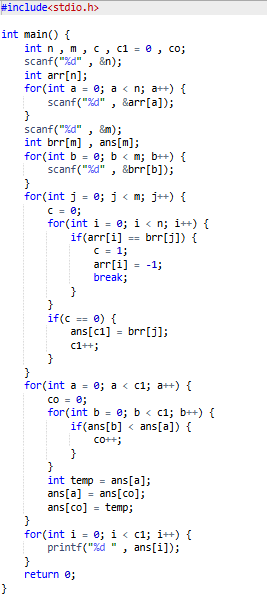 #include<stdio.h>
int main() {
int n , m , c , c1 = 0 , co;
scanf("%d" , &n);
int arr[n];
for(int a = 0; a < n; a++) {
scanf("%d" , &arr[a]);
}
scanf("%d" , &m);
int brr[m] , ans[m];
for(int b = 0; b < m; b++) {
scanf("%d" , &brr[b]);
}
for(int j = 0; j < m; j++) {
c = 0;
for(int i = 0; i < n; i++) {
if(arr[i] == brr[j]) {
c = 1;
arr[i] = -1;
break;
}
}
if(c == 0) {
ans[c1] = brr[j];
c1++;
}
}
for(int a = 0; a < c1; a++) {
co = 0;
for(int b = 0; b < c1; b++) {
if(ans[b] < ans[a]) {
co++;
}
}
int temp = ans[a];
ans[a] = ans[co];
ans[co] = temp;
}
for(int i = 0; i < c1; i++) {
printf("%d " , ans[i]);
}
return 0;
}